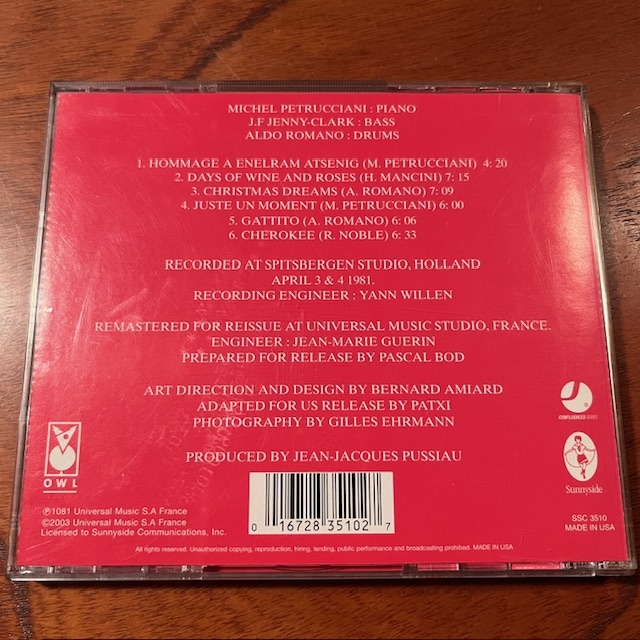 MICHEL PETRUCCIANI : PIANO
J.F JENNY-CLARK : BASS
ALDO ROMANO : DRUMS
1. HOMMAGE A ENELRAM ATSENIG (M. PETRUCCIANI) 4: 20
2. DAYS OF WINE AND ROSES (H. MANCINI) 7: 15
3. CHRISTMAS DREAMS (A. ROMANO) 7: 09
4. JUSTE UN MOMENT (M. PETRUCCIANI) 6: 00
5. GATTITO (A. ROMANO) 6: 06
6. CHEROKEE (R. NOBLE) 6: 33
RECORDED AT SPITSBERGEN STUDIO, HOLLAND
APRIL 3 & 4 1981.
RECORDING ENGINEER : YANN WILLEN
REMASTERED FOR REISSUE AT UNIVERSAL MUSIC STUDIO, FRANCE.
ENGINEER : JEAN-MARIE GUERIN
PREPARED FOR RELEASE BY PASCAL BOD
ART DIRECTION AND DESIGN BY BERNARD AMIARD
ADAPTED FOR US RELEASE BY PATXI
PHOTOGRAPHY BY GILLES EHRMANN
PRODUCED BY JEAN-JACQUES PUSSIAU
CONFLUENCES SERIES
OWL
Sunnyside
SSC 3510
MADE IN USA
℗1081 Universal Music S.A France
©2003 Universal Music S.A France
Licensed to Sunnyside Communications, Inc.
0 16728 35102 7
All rights reserved. Unauthorized copying, reproduction, hiring, lending, public performance and broadcasting prohibited. MADE IN USA